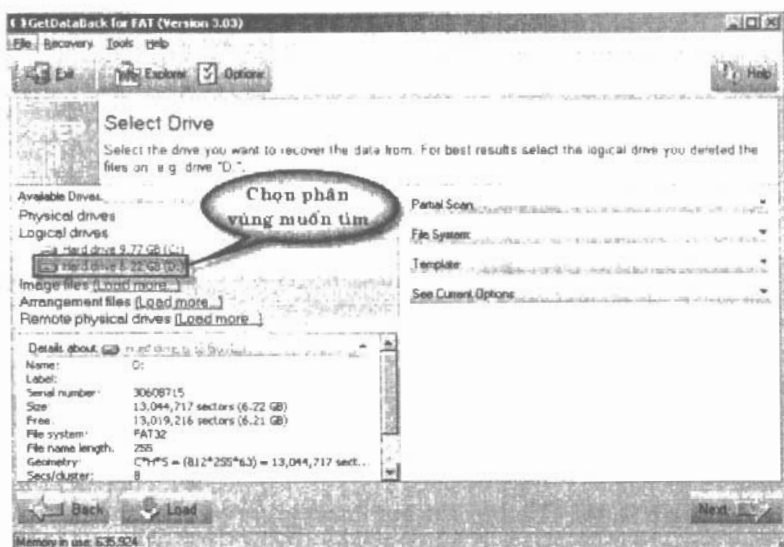 GetDataBack for FAT (Version 3.03)
File Recovery Tools Help
Exit Explorer Options Help
Select Drive
Select the drive you want to recover the data from. For best results select the logical drive you deleted the
files on e.g. drive "D:".
Available Drives
Physical drives
Logical drives
Hard drive 9.77 GB (C:)
Hard drive 6.22 GB (D:)
Image files (Load more...)
Arrangement files (Load more...)
Remote physical drives (Load more...)
Chọn phân
vùng muốn tìm
Partial Scan
File System
Template
See Current Options
Details about
Name: D:
Label:
Serial number: 30608715
Size: 13,044,717 sectors (6.22 GB)
Free: 13,019,216 sectors (6.21 GB)
File system: FAT32
File name length: 255
Geometry: C*H*S = (812*255*63) = 13,044,717 sect...
Secs/cluster: 8
Back Load Next
Memory in use: 635,924